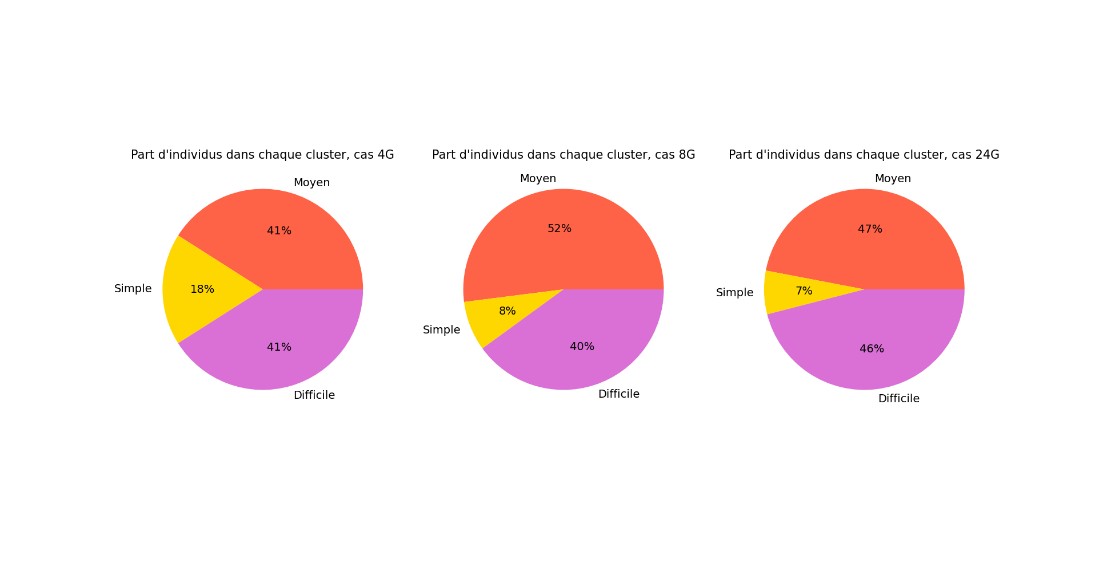 Part d'individus dans chaque cluster, cas 4G
Moyen
41%
Simple
18%
41%
Difficile
Part d'individus dans chaque cluster, cas 8G
Moyen
52%
8%
Simple
40%
Difficile
Part d'individus dans chaque cluster, cas 24G
Moyen
47%
Simple
7%
46%
Difficile